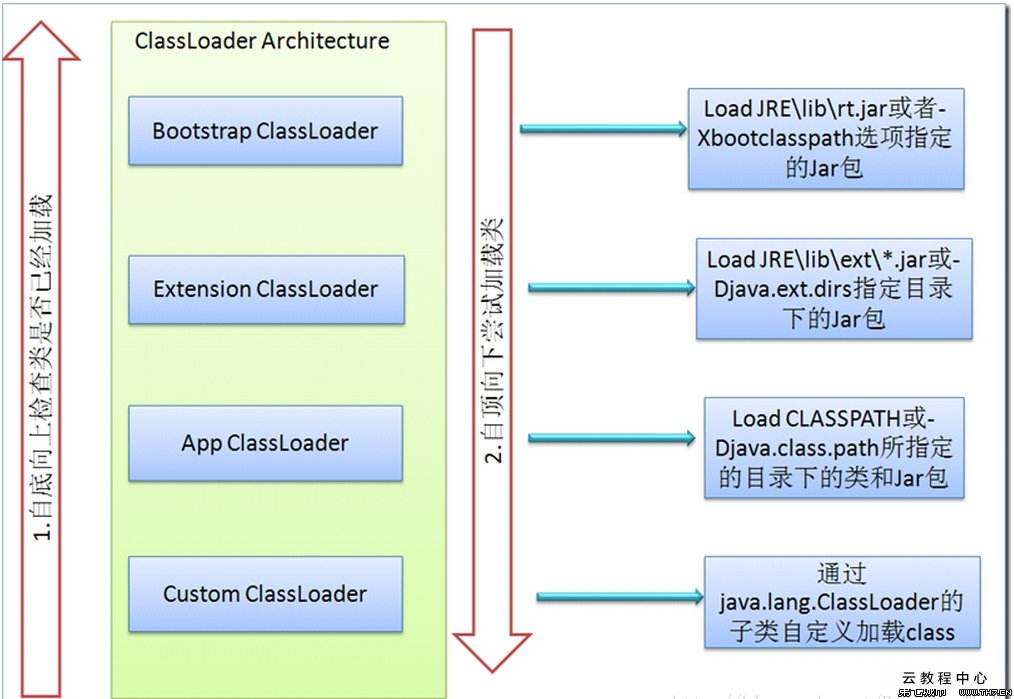 ClassLoader Architecture
Bootstrap ClassLoader
Extension ClassLoader
App ClassLoader
Custom ClassLoader
1.自底向上检查类是否已经加载
2.自顶向下尝试加载类
Load JRE\lib\rt.jar或者-
Xbootclasspath选项指定
的Jar包
Load JRE\lib\ext\*.jar或-
Djava.ext.dirs指定目录
下的Jar包
Load CLASSPATH或-
Djava.class.path所指定
的目录下的类和Jar包
通过
java.lang.ClassLoader的
子类自定义加载class
云教程中心